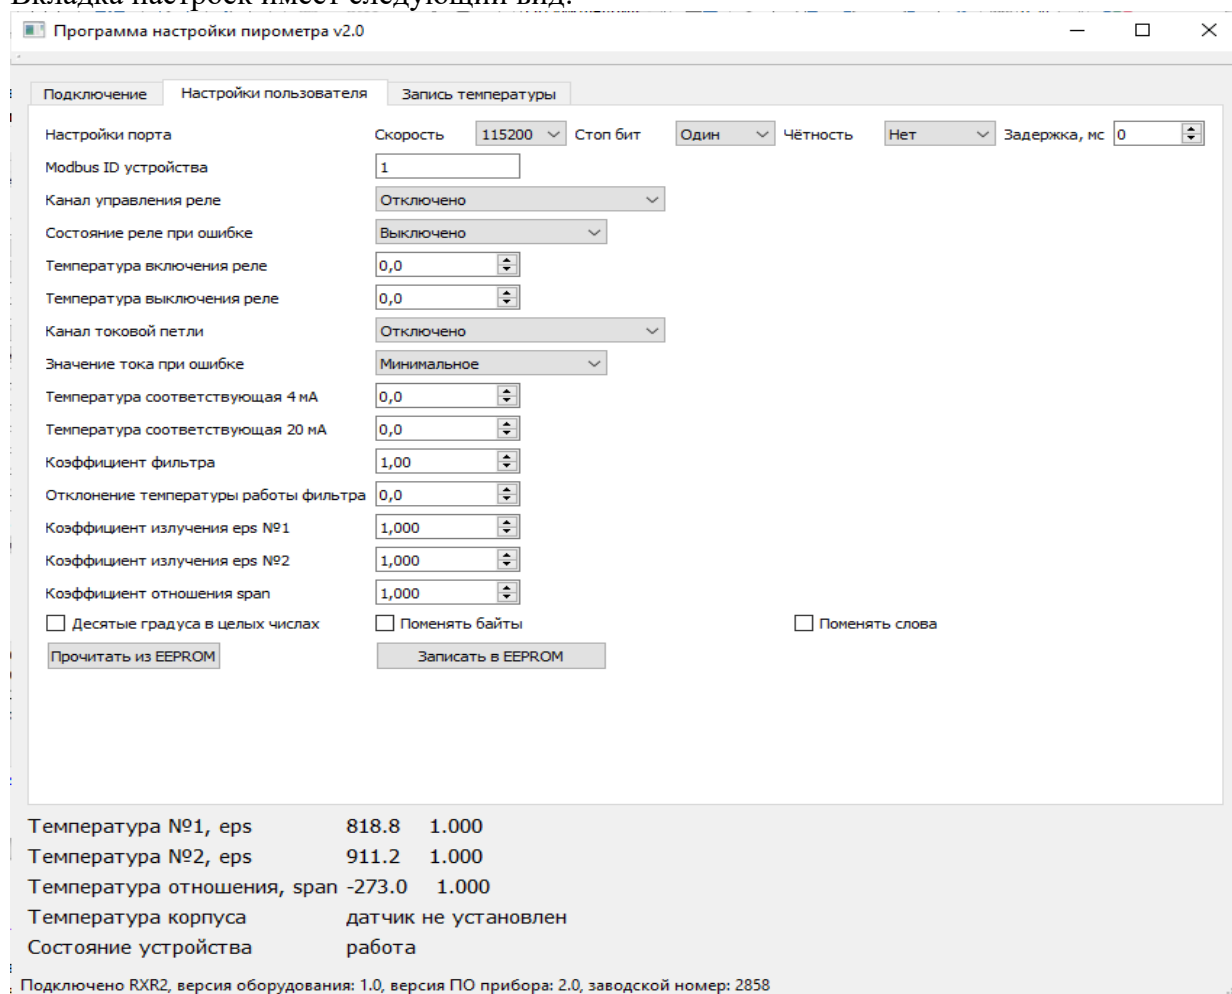 Вкладка настроек имеет следующий вид:
Программа настройки пирометра v2.0
Подключение Настройки пользователя Запись температуры
Настройки порта Скорость 115200 Стоп бит Один Чётность Нет Задержка, мс 0
Modbus ID устройства 1
Канал управления реле Отключено
Состояние реле при ошибке Выключено
Температура включения реле 0,0
Температура выключения реле 0,0
Канал токовой петли Отключено
Значение тока при ошибке Минимальное
Температура соответствующая 4 мА 0,0
Температура соответствующая 20 мА 0,0
Коэффициент фильтра 1,00
Отклонение температуры работы фильтра 0,0
Коэффициент излучения eps №1 1,000
Коэффициент излучения eps №2 1,000
Коэффициент отношения span 1,000
Десятые градуса в целых числах Поменять байты Поменять слова
Прочитать из EEPROM Записать в EEPROM
Температура №1, eps 818.8 1.000
Температура №2, eps 911.2 1.000
Температура отношения, span -273.0 1.000
Температура корпуса датчик не установлен
Состояние устройства работа
Подключено RXR2, версия оборудования: 1.0, версия ПО прибора: 2.0, заводской номер: 2858